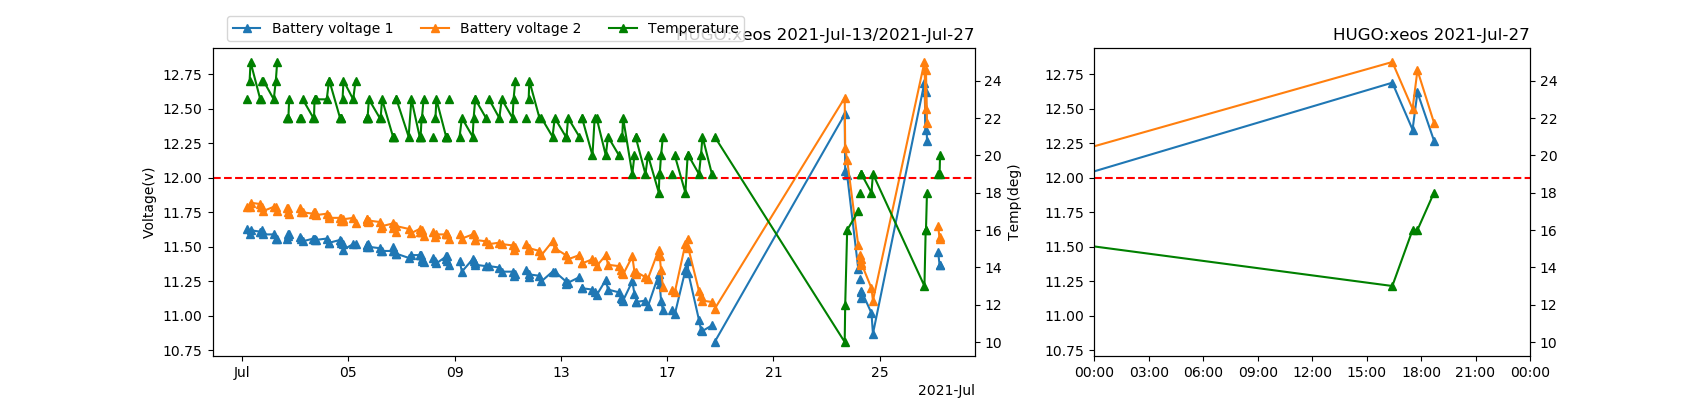 Battery voltage 1 Battery voltage 2 Temperature
HUGO:xeos 2021-Jul-13/2021-Jul-27
HUGO:xeos 2021-Jul-27
12.75 24 12.75 24
12.50 22 12.50 22
12.25 20 12.25 20
12.00 18 12.00 18
11.75 16 11.75 16
11.50 14 11.50 14
11.25 12 11.25 12
11.00 10 11.00 10
10.75 10.75
Voltage(v)
Temp(deg)
Jul 05 09 13 17 21 25
2021-Jul
00:00 03:00 06:00 09:00 12:00 15:00 18:00 21:00 00:00